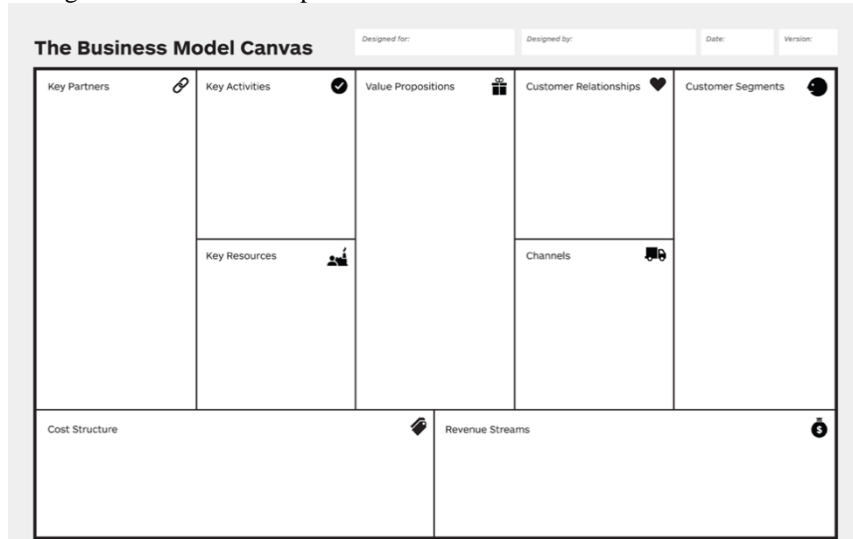 The Business Model Canvas
Designed for:
Designed by:
Date:
Version:
Key Partners
Key Activities
Value Propositions
Customer Relationships
Customer Segments
Key Resources
Channels
Cost Structure
Revenue Streams
$